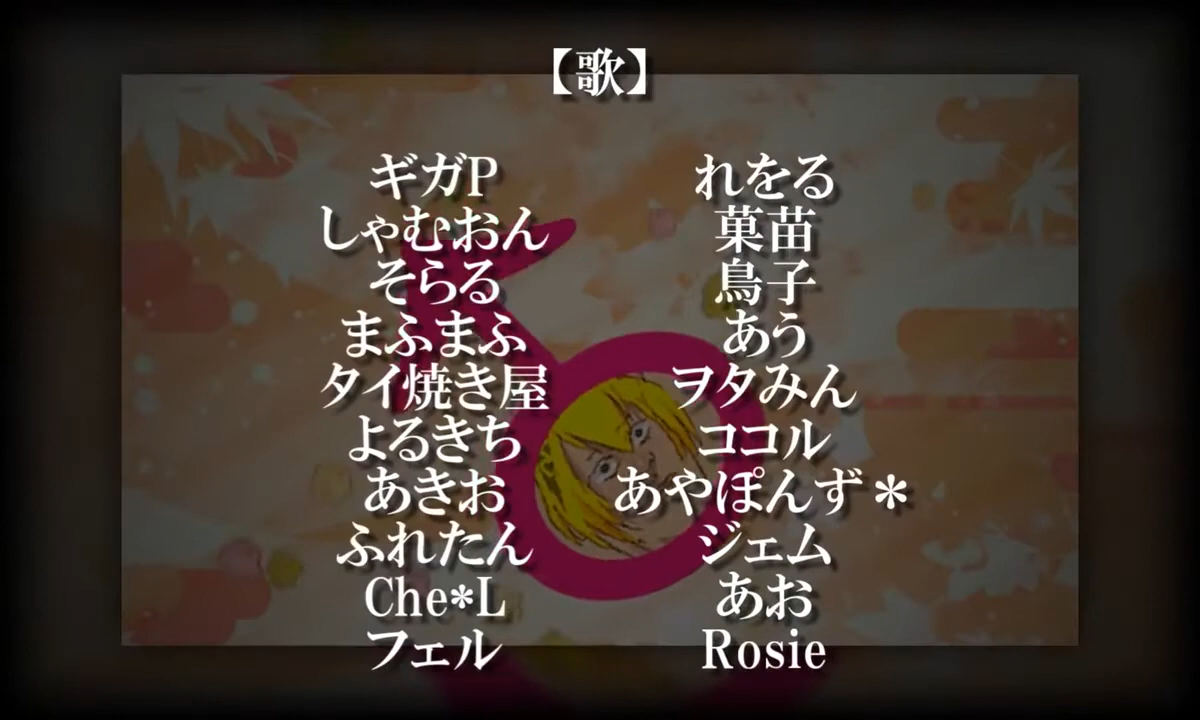 【歌】
ギガP れをる
しゃむおん 菓苗
そらる 鳥子
まふまふ あう
タイ焼き屋 ヲタみん
よるきち ココル
あきお あやぽんず＊
ふれたん ジェム
Che*L あお
フェル Rosie